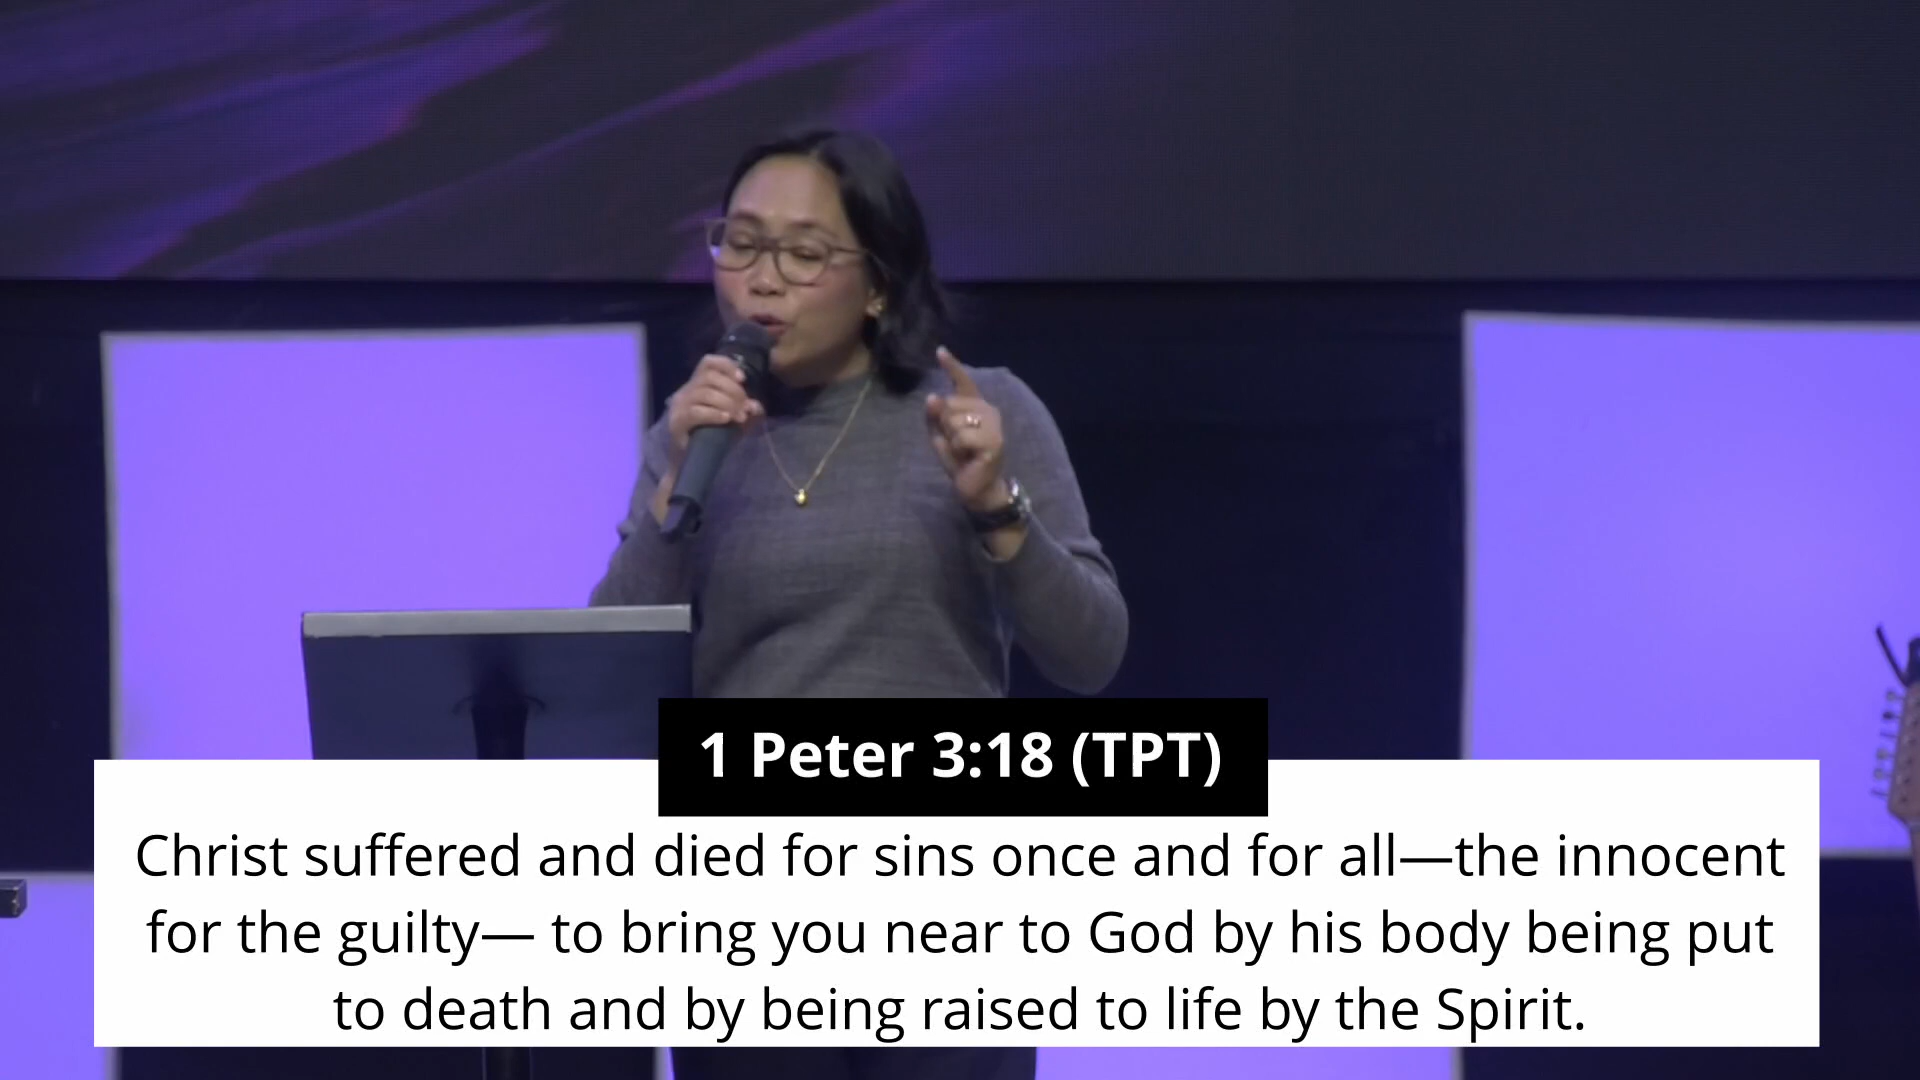 1 Peter 3:18 (TPT)
Christ suffered and died for sins once and for all—the innocent
for the guilty— to bring you near to God by his body being put
to death and by being raised to life by the Spirit.